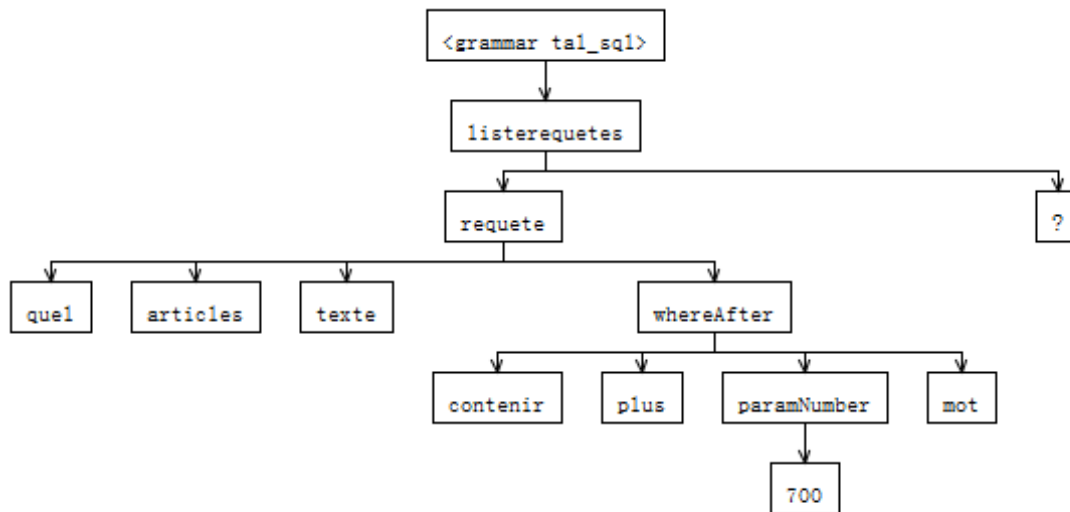 <grammar tal_sql>
listerequetes
requete ?
quel articles texte whereAfter
contenir plus paramNumber mot
700